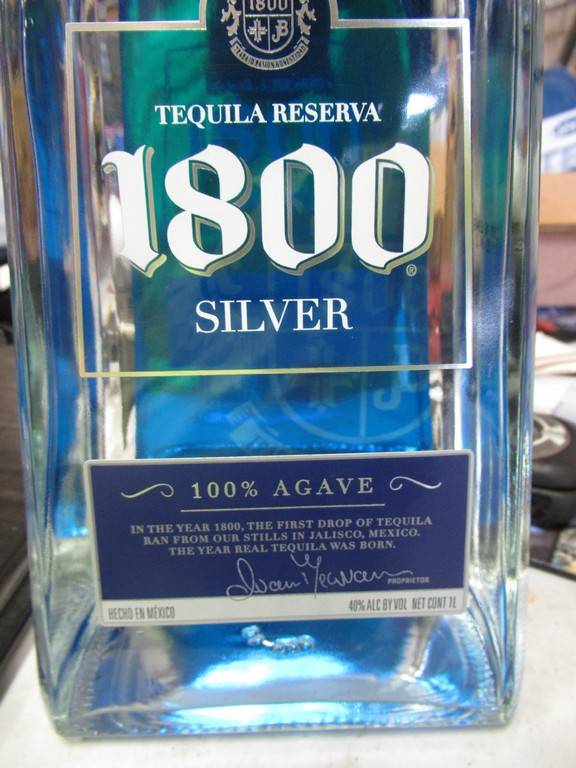 1800
JB
TEQUILA RESERVA
1800®
SILVER
100% AGAVE
IN THE YEAR 1800, THE FIRST DROP OF TEQUILA
RAN FROM OUR STILLS IN JALISCO, MEXICO.
THE YEAR REAL TEQUILA WAS BORN.
PROPRIETOR
HECHO EN MÉXICO
40% ALC BY VOL NET CONT 1L